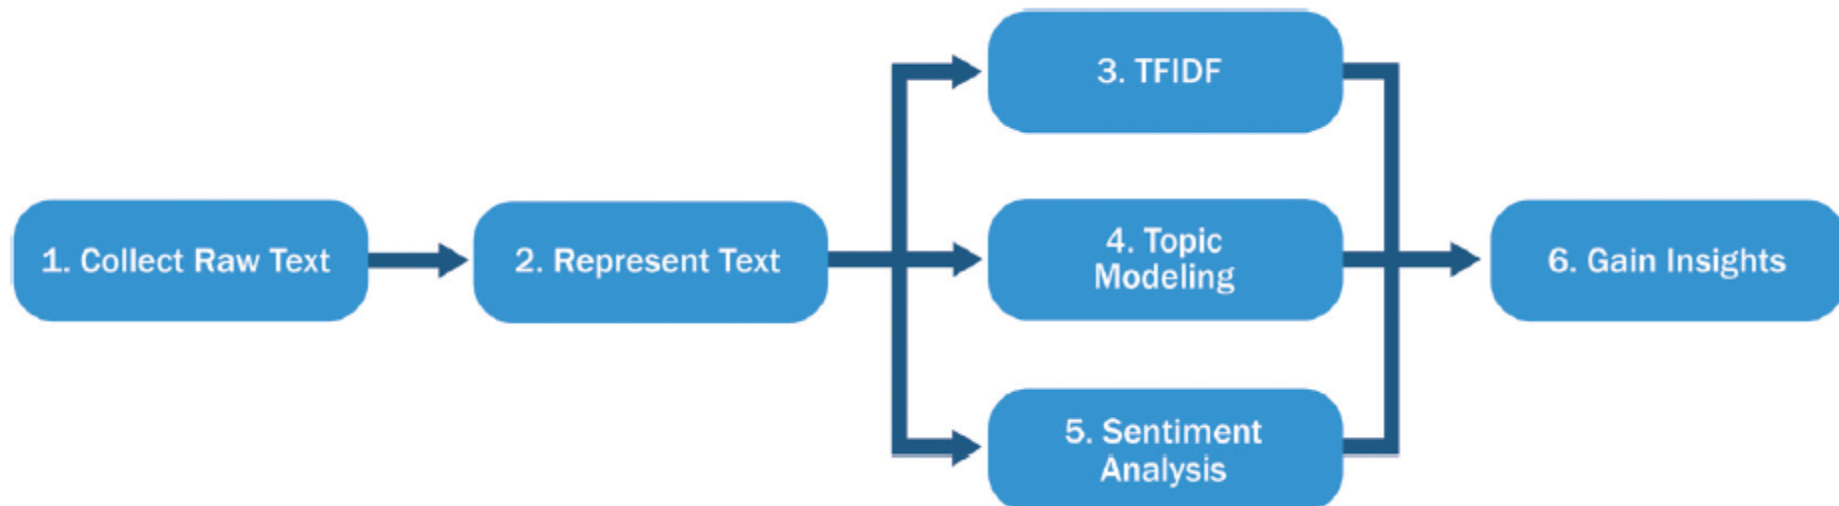 1. Collect Raw Text
2. Represent Text
3. TFIDF
4. Topic
Modeling
5. Sentiment
Analysis
6. Gain Insights